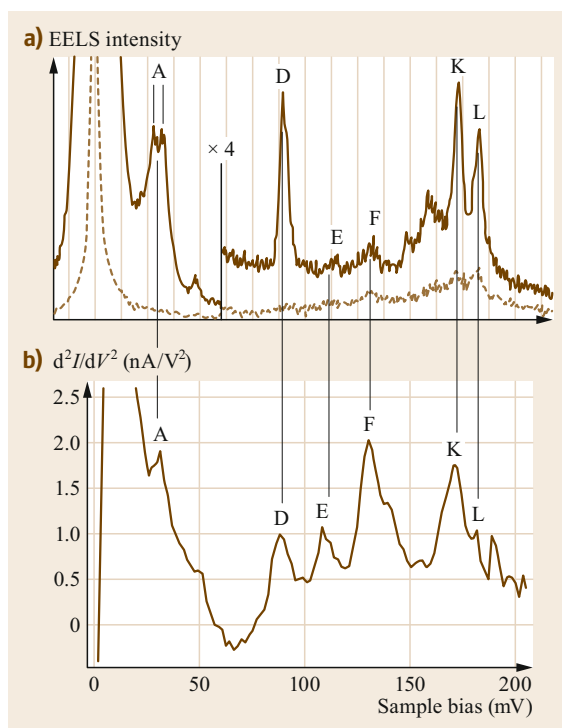 a) EELS intensity
A
D
K
L
× 4
E
F
b) d²I/dV² (nA/V²)
2.5
2.0
1.5
1.0
0.5
0
A
D
E
F
K
L
0 50 100 150 200
Sample bias (mV)